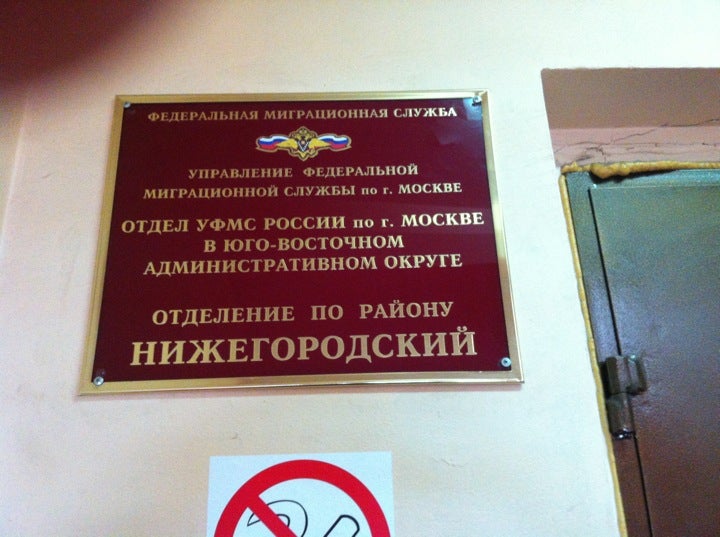 ФЕДЕРАЛЬНАЯ МИГРАЦИОННАЯ СЛУЖБА
УПРАВЛЕНИЕ ФЕДЕРАЛЬНОЙ
МИГРАЦИОННОЙ СЛУЖБЫ по г. МОСКВЕ
ОТДЕЛ УФМС РОССИИ по г. МОСКВЕ
В ЮГО-ВОСТОЧНОМ
АДМИНИСТРАТИВНОМ ОКРУГЕ
ОТДЕЛЕНИЕ ПО РАЙОНУ
НИЖЕГОРОДСКИЙ